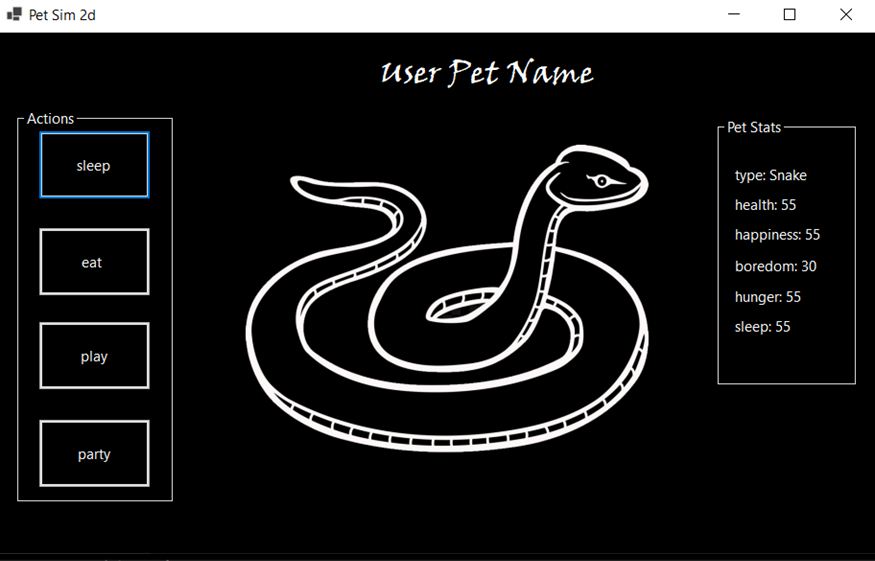 Pet Sim 2d
User Pet Name
Actions
sleep
eat
play
party
Pet Stats
type: Snake
health: 55
happiness: 55
boredom: 30
hunger: 55
sleep: 55